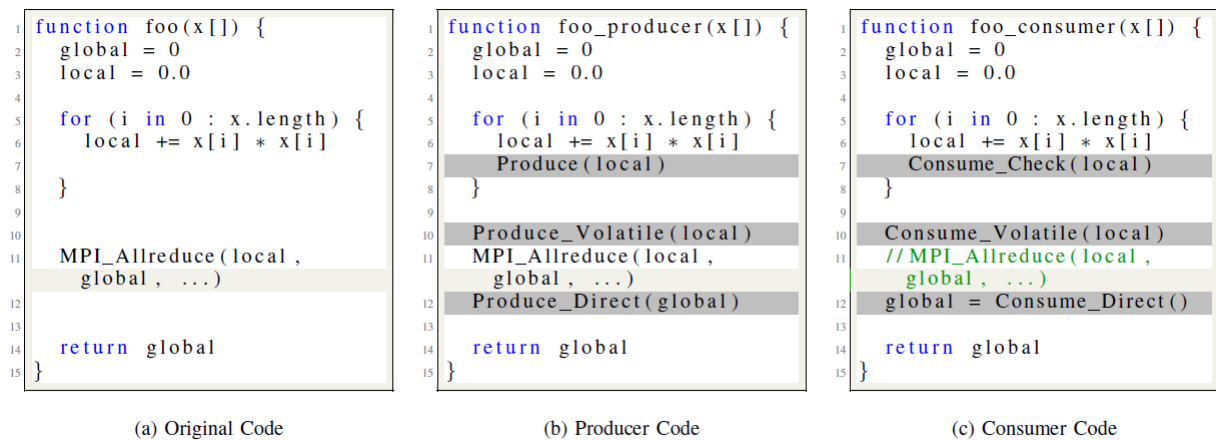 1 function foo(x[]) {
2 global = 0
3 local = 0.0
4
5 for (i in 0 : x.length) {
6 local += x[i] * x[i]
7
8 }
9
10
11 MPI_Allreduce(local,
global, ...)
12
13
14 return global
15 }
(a) Original Code
1 function foo_producer(x[]) {
2 global = 0
3 local = 0.0
4
5 for (i in 0 : x.length) {
6 local += x[i] * x[i]
7 Produce(local)
8 }
9
10 Produce_Volatile(local)
11 MPI_Allreduce(local,
global, ...)
12 Produce_Direct(global)
13
14 return global
15 }
(b) Producer Code
1 function foo_consumer(x[]) {
2 global = 0
3 local = 0.0
4
5 for (i in 0 : x.length) {
6 local += x[i] * x[i]
7 Consume_Check(local)
8 }
9
10 Consume_Volatile(local)
11 //MPI_Allreduce(local,
global, ...)
12 global = Consume_Direct()
13
14 return global
15 }
(c) Consumer Code